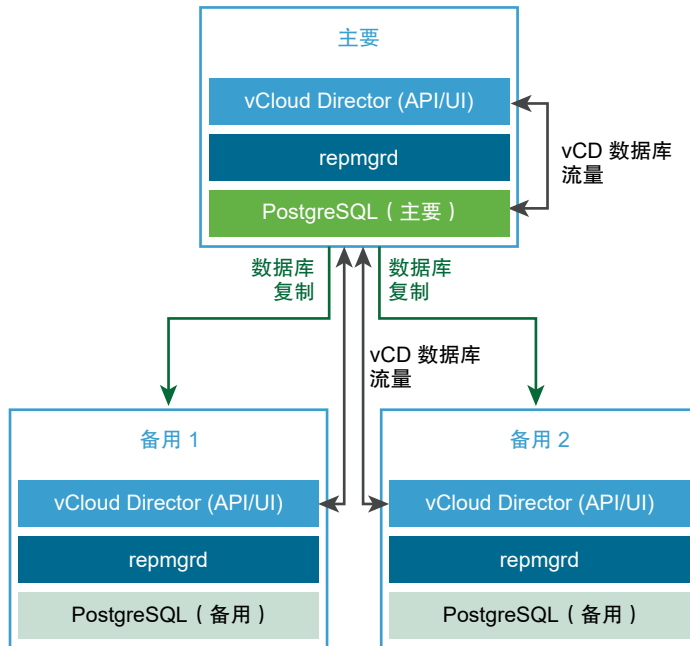 主要
vCloud Director (API/UI)
repmgrd
PostgreSQL（主要）
vCD 数据库
流量
数据库
复制
数据库
复制
vCD 数据库
流量
备用 1
vCloud Director (API/UI)
repmgrd
PostgreSQL（备用）
备用 2
vCloud Director (API/UI)
repmgrd
PostgreSQL（备用）